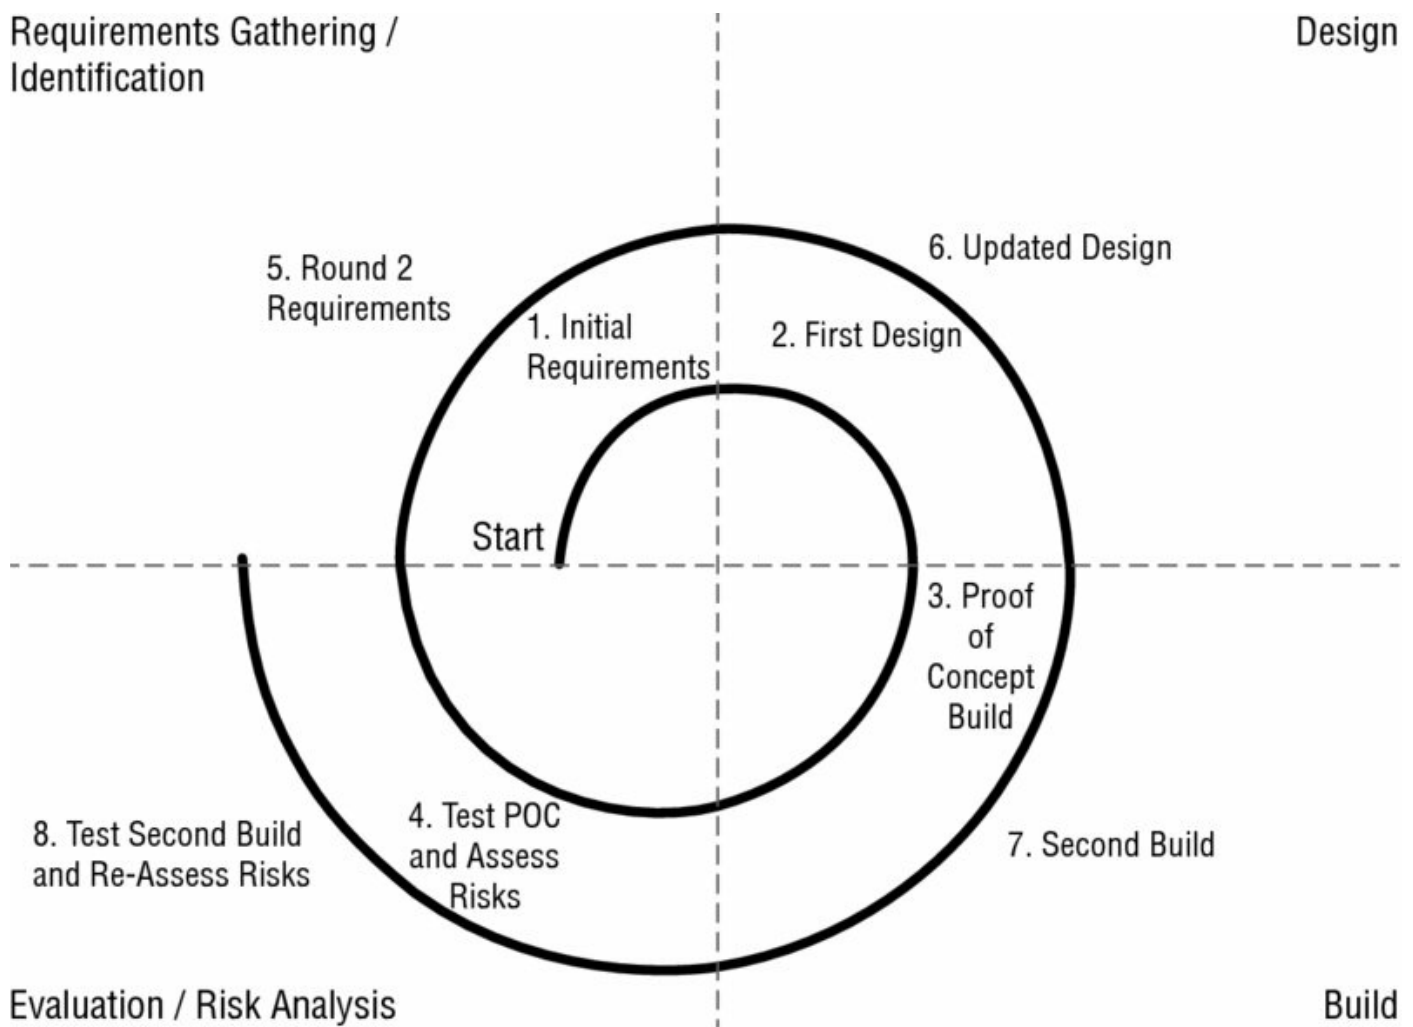 Requirements Gathering /
Identification
Design
5. Round 2
Requirements
6. Updated Design
1. Initial
Requirements
2. First Design
Start
3. Proof
of
Concept
Build
4. Test POC
and Assess
Risks
8. Test Second Build
and Re-Assess Risks
7. Second Build
Evaluation / Risk Analysis
Build